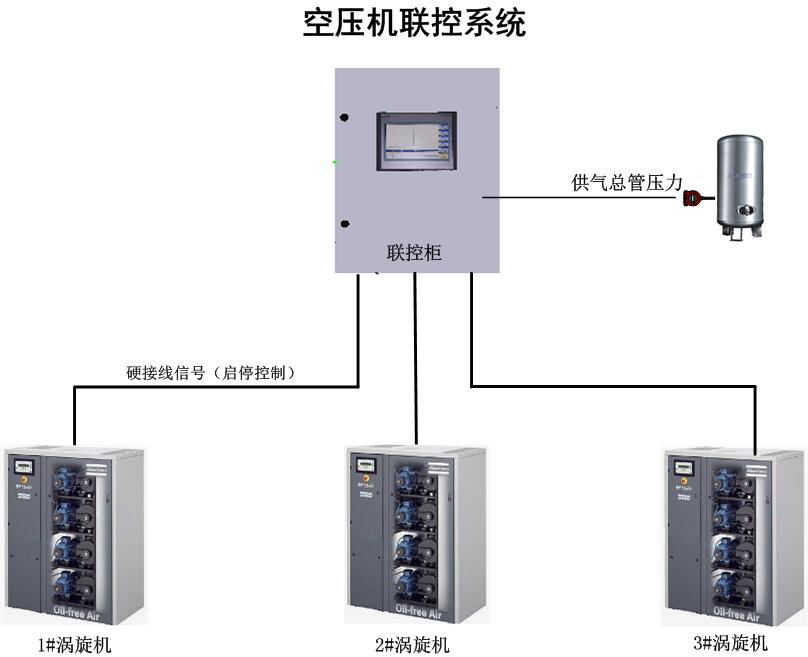 空压机联控系统
供气总管压力
联控柜
硬接线信号（启停控制）
Oil-free Air
Oil-free Air
Oil-free Air
1#涡旋机
2#涡旋机
3#涡旋机